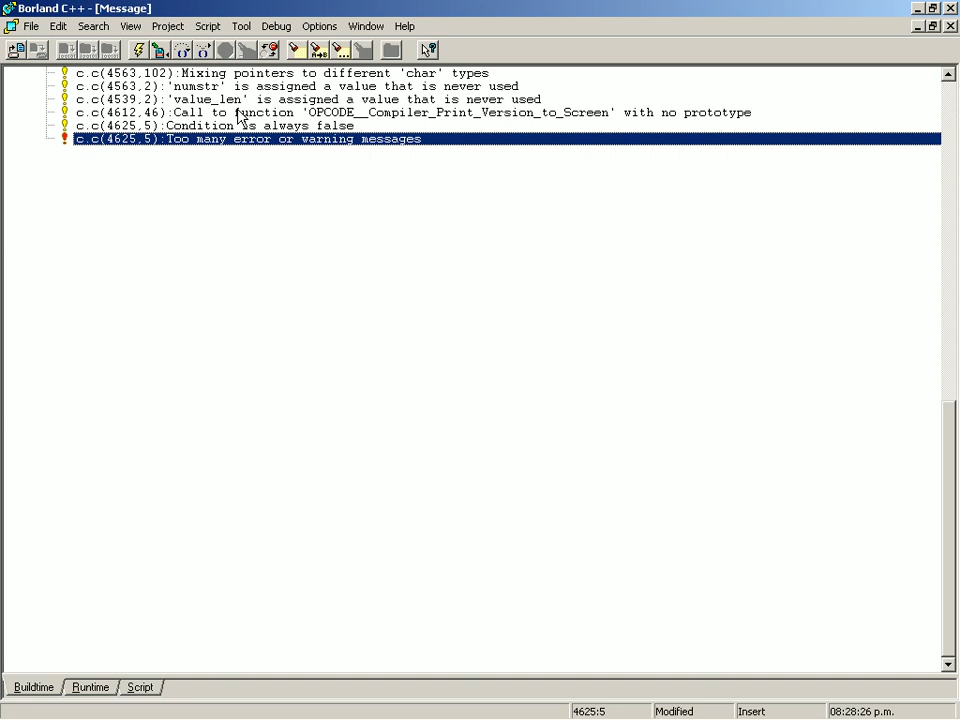 Borland C++ - [Message]
File Edit Search View Project Script Tool Debug Options Window Help
c.c(4563,102):Mixing pointers to different 'char' types
c.c(4563,2):'numstr' is assigned a value that is never used
c.c(4539,2):'value_len' is assigned a value that is never used
c.c(4612,46):Call to function 'OPCODE__Compiler_Print_Version_to_Screen' with no prototype
c.c(4625,5):Condition is always false
c.c(4625,5):Too many error or warning messages
Buildtime Runtime Script
4625:5 Modified Insert 08:28:26 p.m.